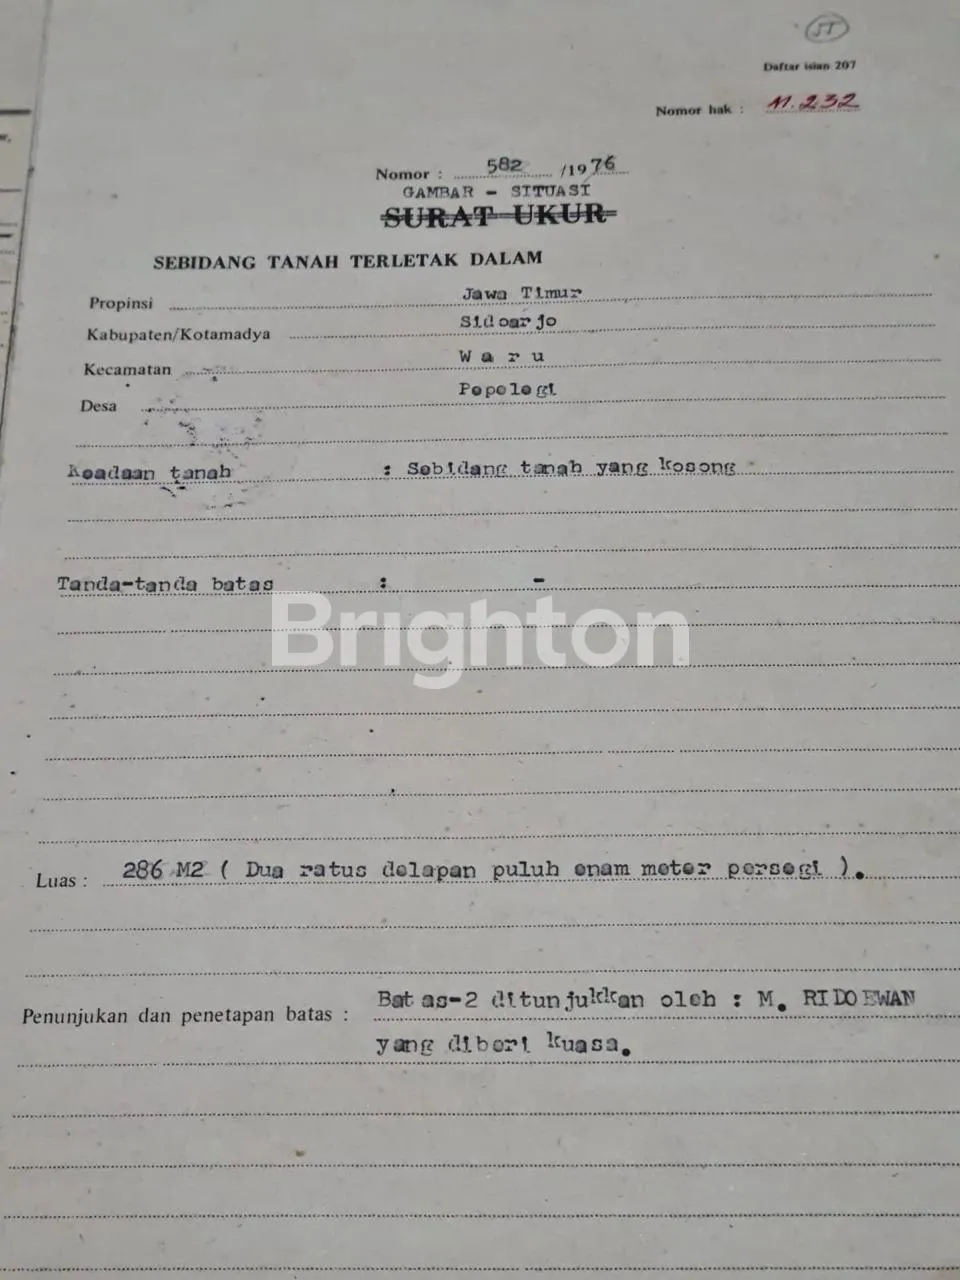 ST
Daftar isian 207
Nomor hak : M. 232
Nomor : 582 /1976
GAMBAR - SITUASI
SURAT UKUR
SEBIDANG TANAH TERLETAK DALAM
Propinsi Jawa Timur
Kabupaten/Kotamadya Sidoarjo
Kecamatan W a r u
Desa Pepelegi
Keadaan tanah : Sebidang tanah yang kosong
Tanda-tanda batas : -
Brighton
Luas : 286 M2 ( Dua ratus delapan puluh enam meter persegi ).
Penunjukan dan penetapan batas : Batas-2 ditunjukkan oleh : M. RIDOEWAN
yang diberi kuasa.